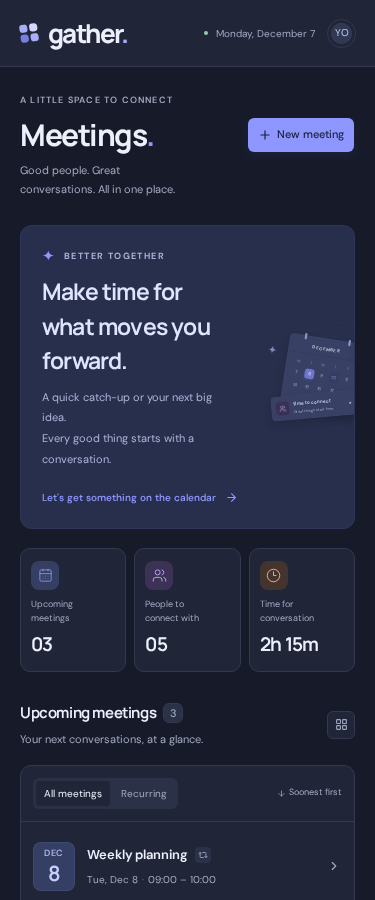 gather.
Monday, December 7
YO
A LITTLE SPACE TO CONNECT
Meetings.
New meeting
Good people. Great
conversations. All in one place.
BETTER TOGETHER
Make time for
what moves you
forward.
A quick catch-up or your next big
idea.
Every good thing starts with a
conversation.
Let's get something on the calendar
DECEMBER
time to connect
Upcoming
meetings
03
People to
connect with
05
Time for
conversation
2h 15m
Upcoming meetings 3
Your next conversations, at a glance.
All meetings
Recurring
Soonest first
DEC
8
Weekly planning
Tue, Dec 8 · 09:00 – 10:00